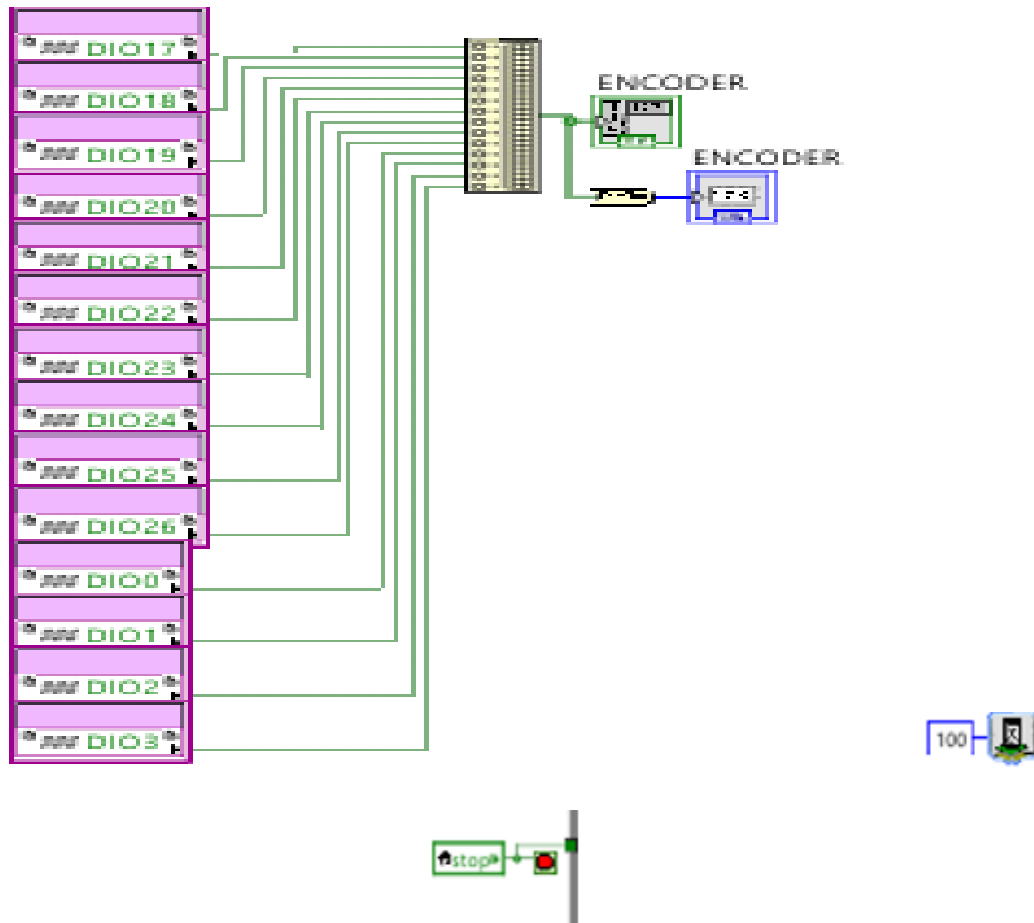 DIO17
DIO18
DIO19
DIO20
DIO21
DIO22
DIO23
DIO24
DIO25
DIO26
DIO0
DIO1
DIO2
DIO3
ENCODER
ENCODER
100
stop